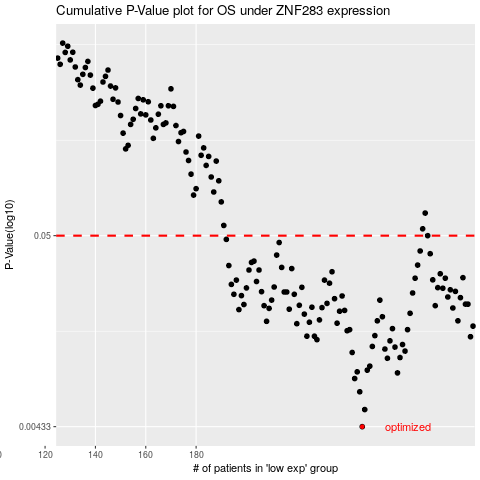 Cumulative P-Value plot for OS under ZNF283 expression
P-Value(log10)
0.05
0.00433
optimized
0
120
140
160
180
# of patients in 'low exp' group